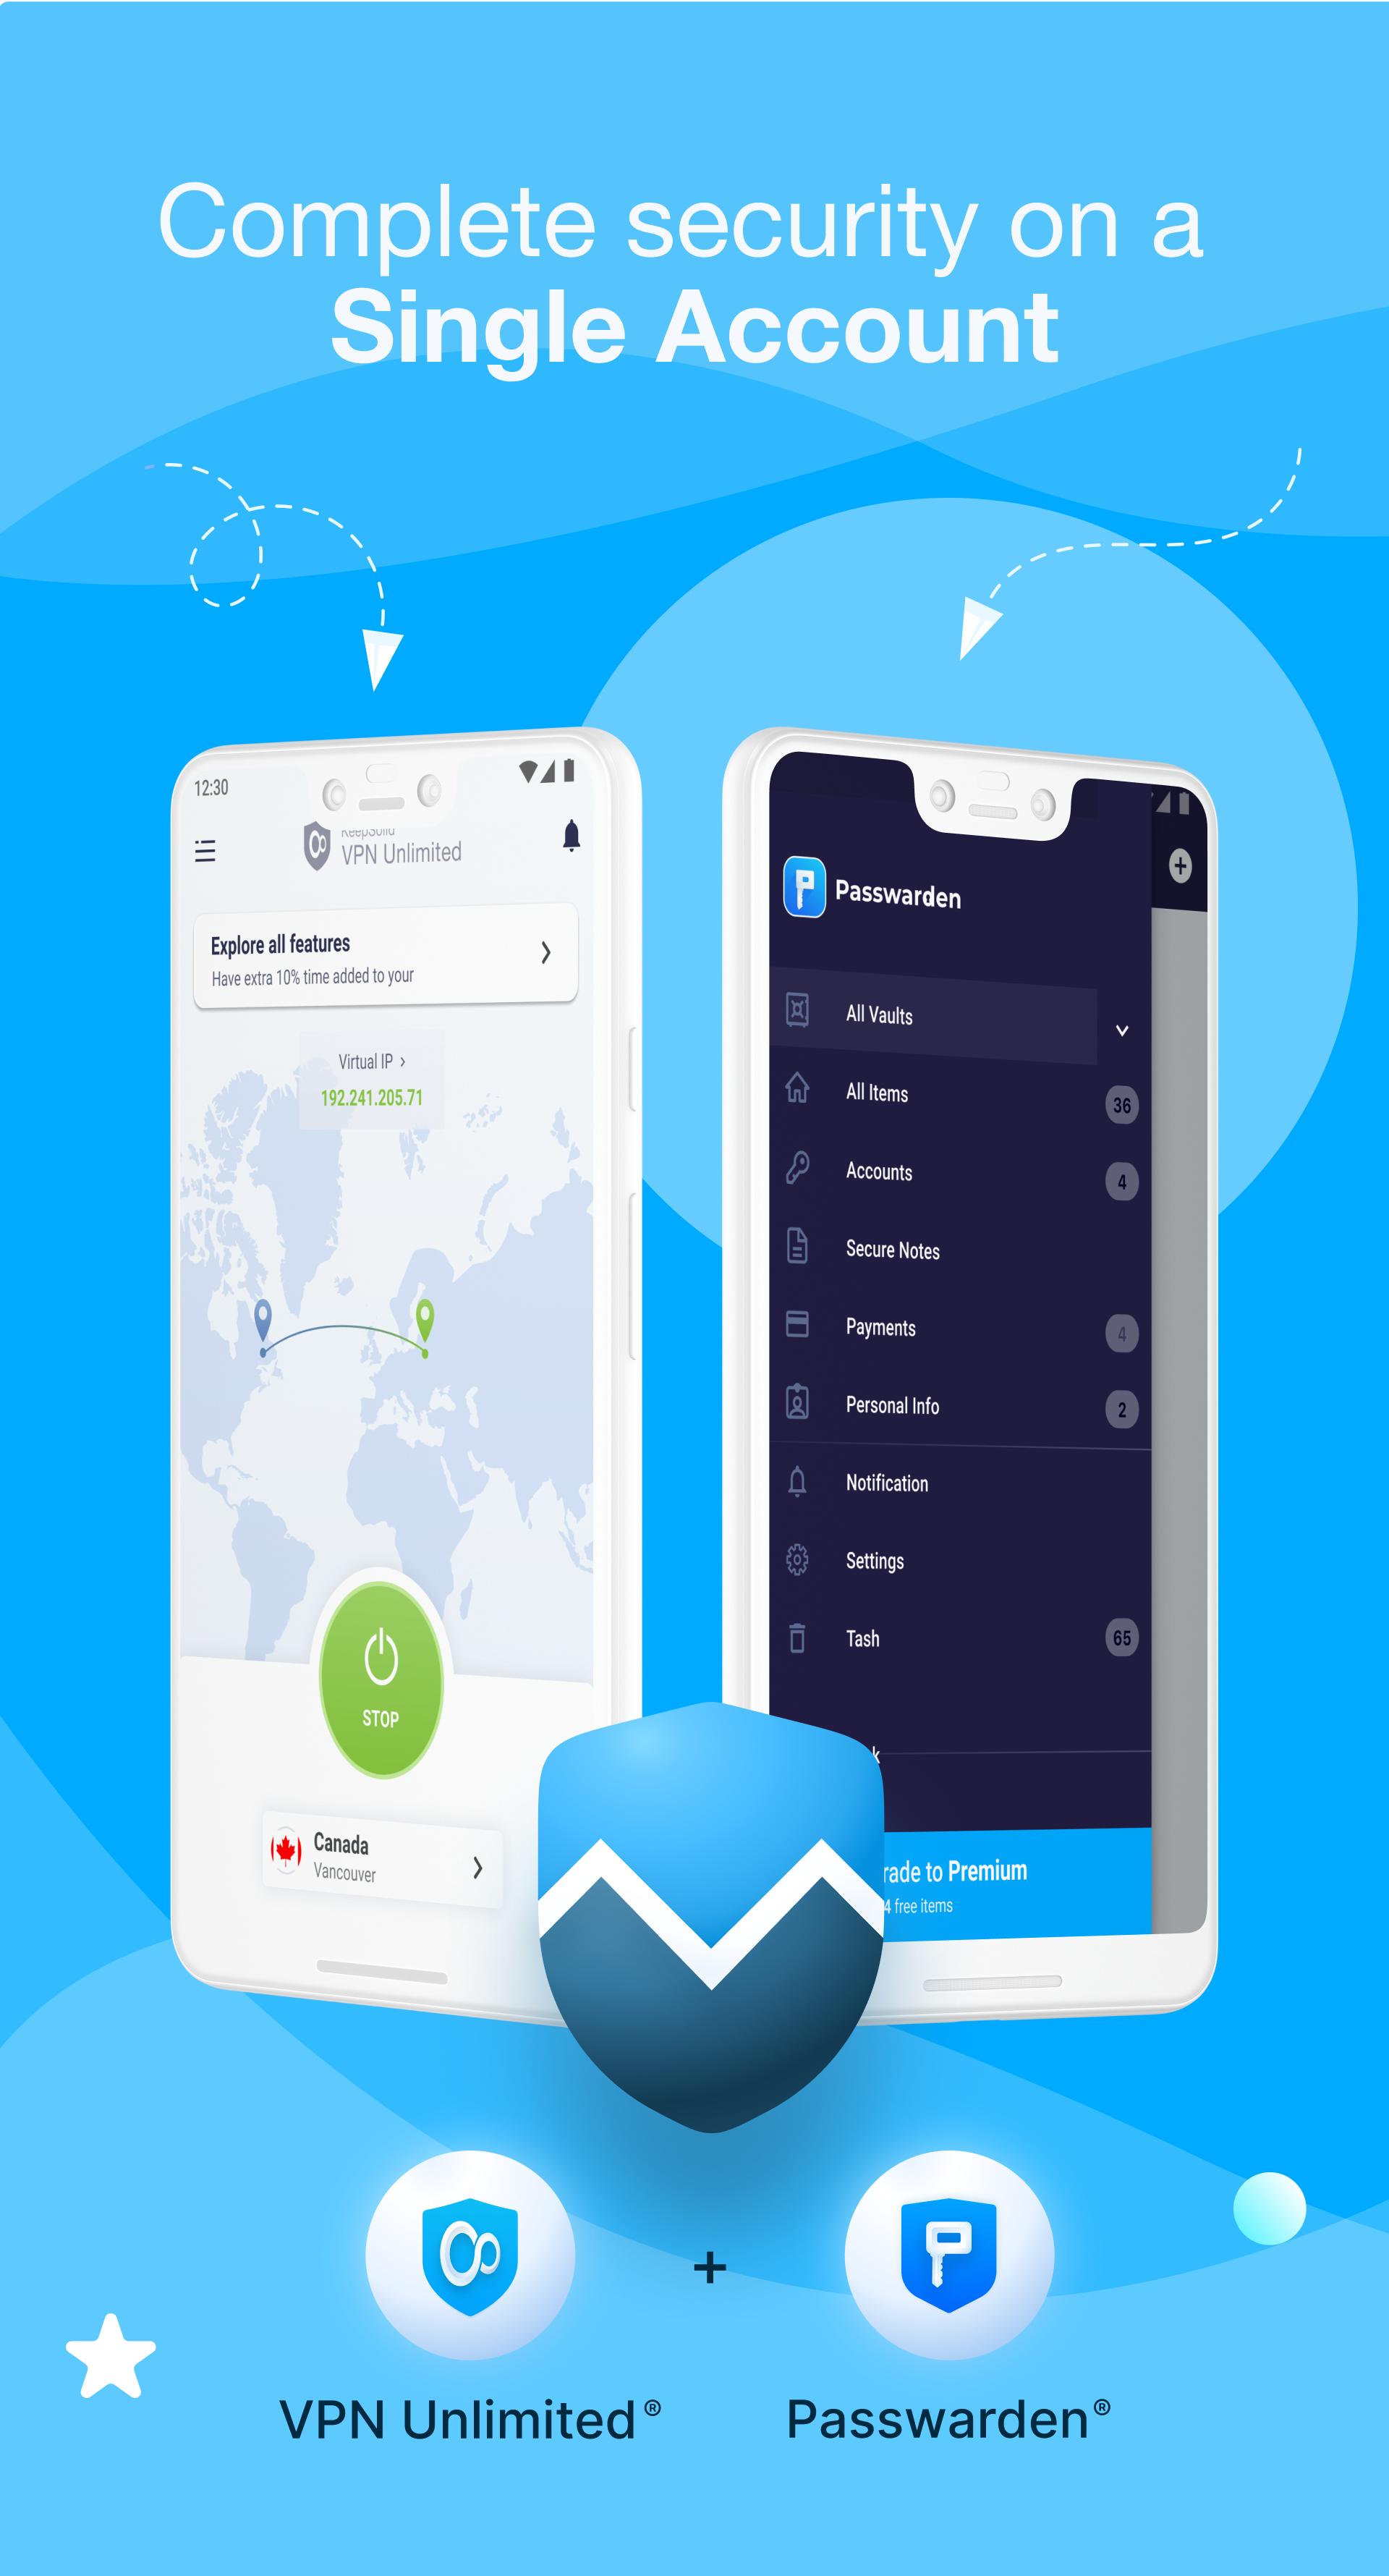 Complete security on a
Single Account
12:30
KeepSolid
VPN Unlimited
Explore all features
Have extra 10% time added to your
Virtual IP
192.241.205.71
STOP
Canada
Vancouver
Passwarden
All Vaults
All Items
36
Accounts
4
Secure Notes
Payments
4
Personal Info
2
Notification
Settings
Tash
65
k
rade to Premium
4 free items
+
VPN Unlimited®
Passwarden®